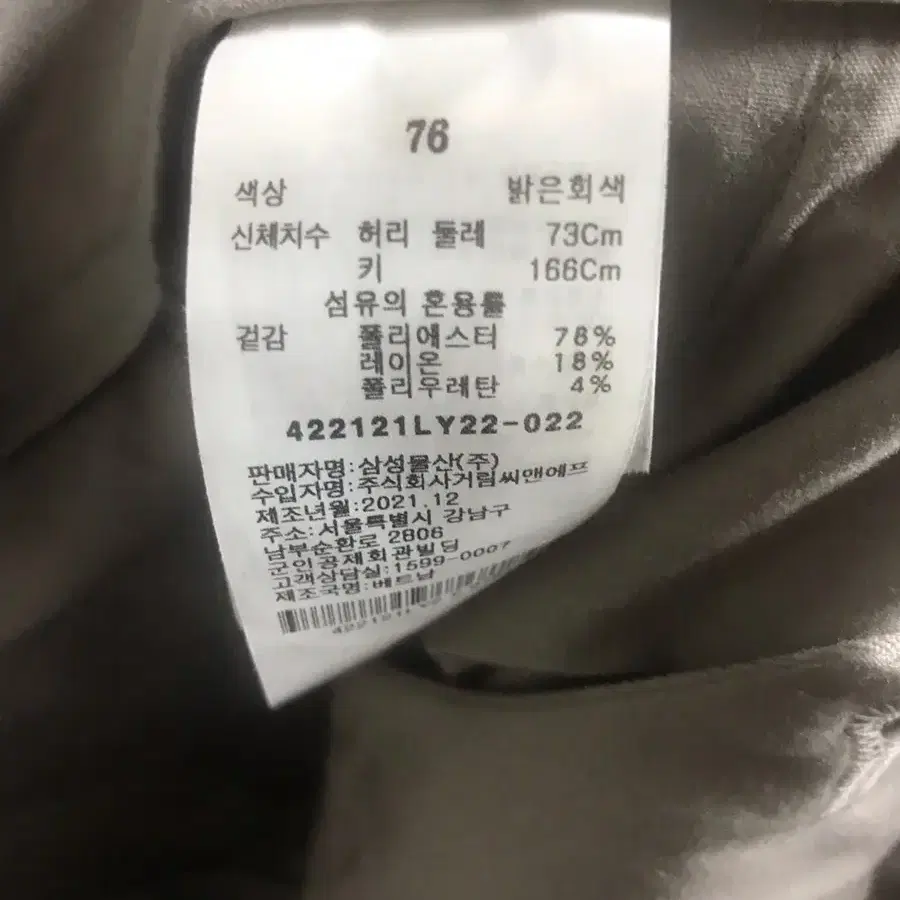 76
색상 밝은회색
신체치수 허리 둘레 73Cm
키 166Cm
섬유의 혼용률
겉감 폴리에스터 78%
레이온 18%
폴리우레탄 4%
422121LY22-022
판매자명:삼성물산(주)
수입자명:주식회사거림씨앤에프
제조년월:2021.12
주소:서울특별시 강남구
남부순환로 2806
군인공제회관빌딩
고객상담실:1599-0007
제조국명:베트남